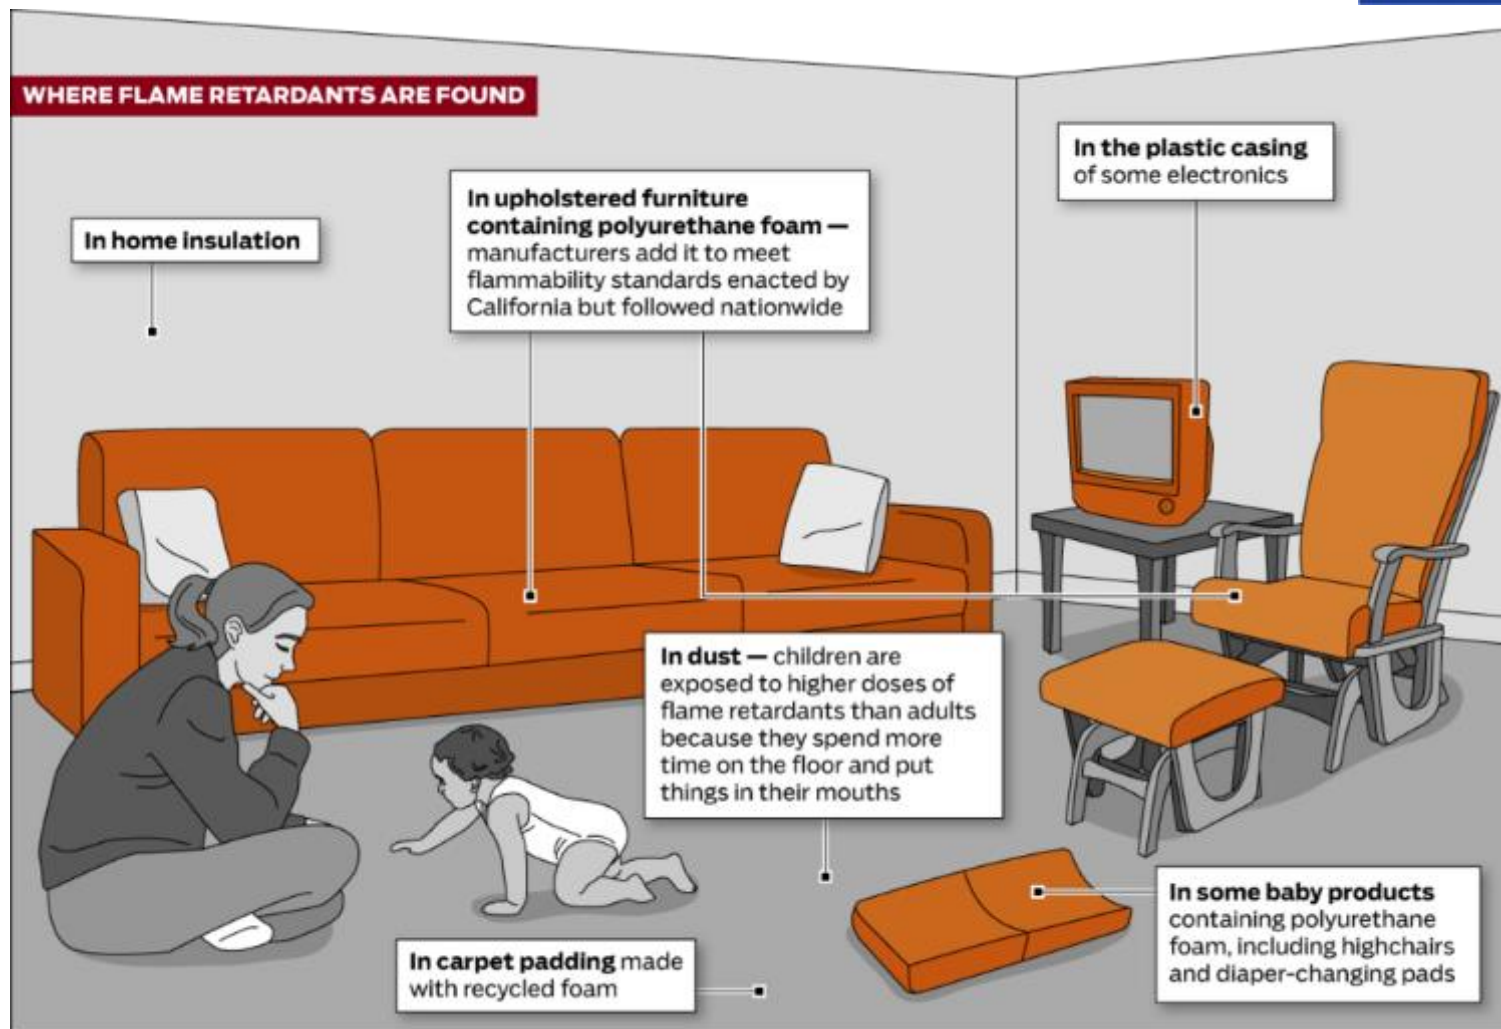 WHERE FLAME RETARDANTS ARE FOUND
In home insulation
In upholstered furniture
containing polyurethane foam —
manufacturers add it to meet
flammability standards enacted by
California but followed nationwide
In the plastic casing
of some electronics
In dust — children are
exposed to higher doses of
flame retardants than adults
because they spend more
time on the floor and put
things in their mouths
In carpet padding made
with recycled foam
In some baby products
containing polyurethane
foam, including highchairs
and diaper-changing pads